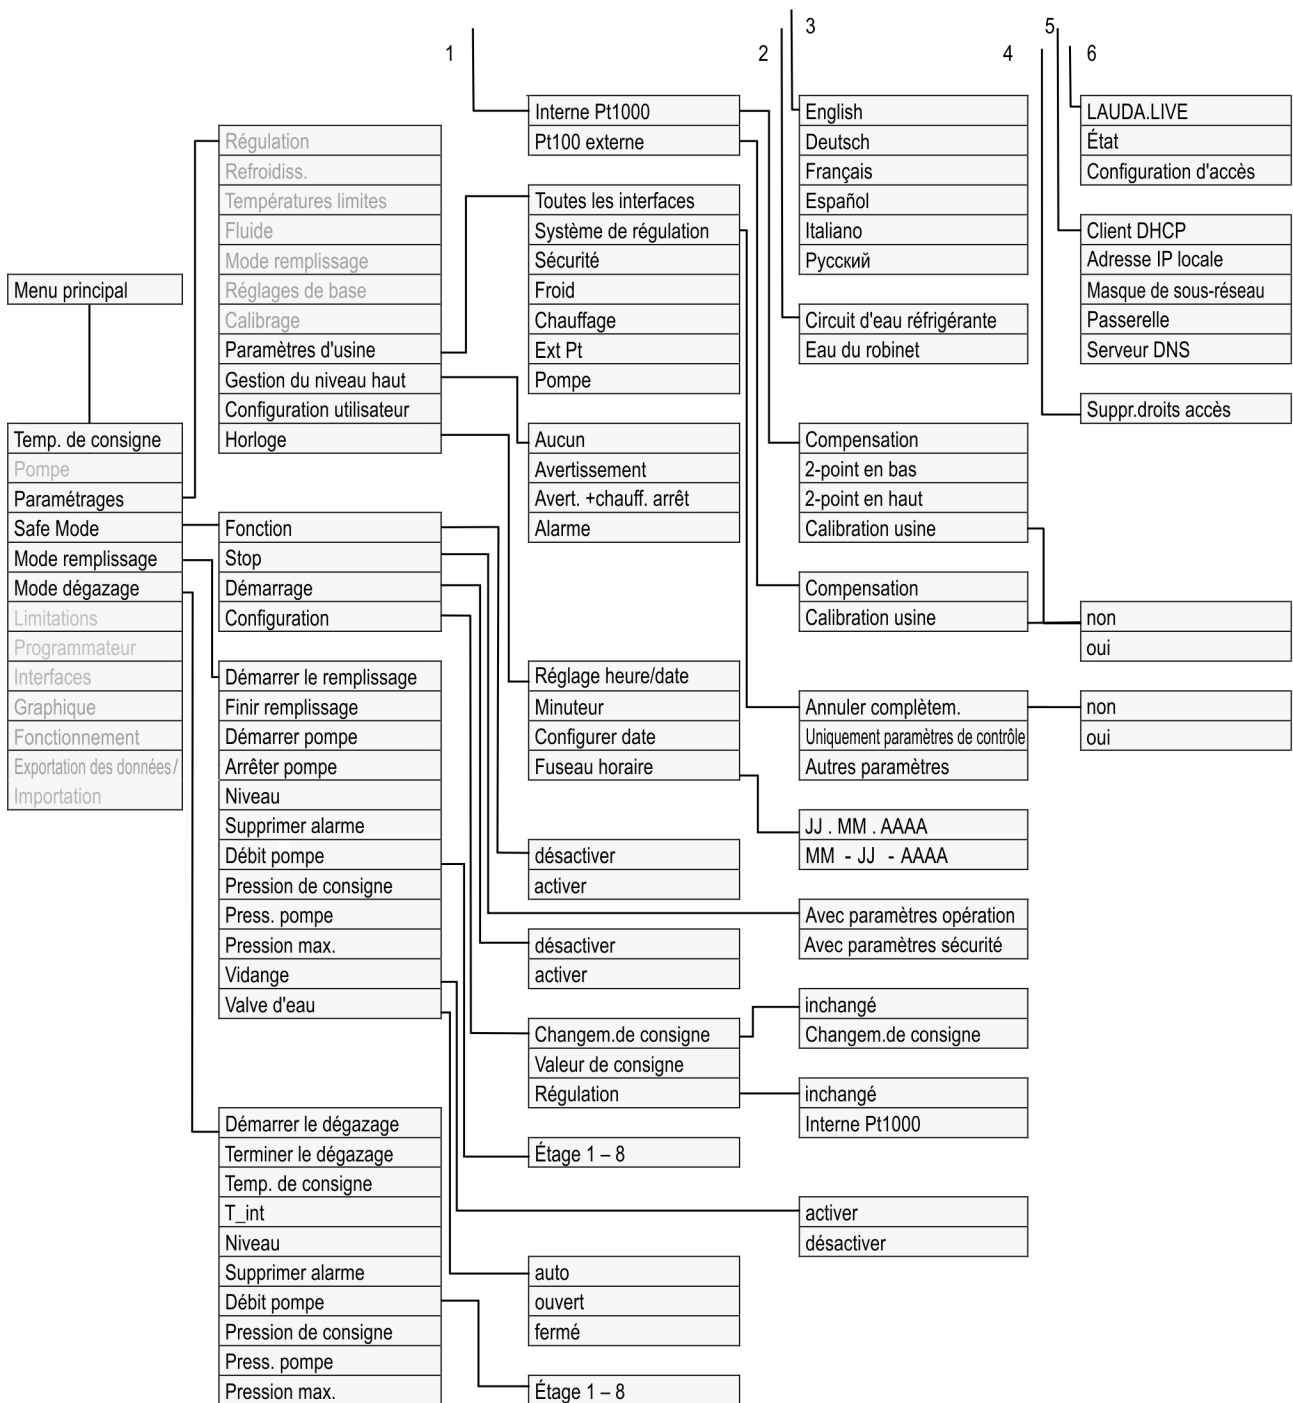 1
2
3
4
5
6
Menu principal
Temp. de consigne
Pompe
Paramétrages
Safe Mode
Mode remplissage
Mode dégazage
Limitations
Programmateur
Interfaces
Graphique
Fonctionnement
Exportation des données/
Importation
Régulation
Refroidiss.
Températures limites
Fluide
Mode remplissage
Réglages de base
Calibrage
Paramètres d'usine
Gestion du niveau haut
Configuration utilisateur
Horloge
Fonction
Stop
Démarrage
Configuration
Démarrer le remplissage
Finir remplissage
Démarrer pompe
Arrêter pompe
Niveau
Supprimer alarme
Débit pompe
Pression de consigne
Press. pompe
Pression max.
Vidange
Valve d'eau
Démarrer le dégazage
Terminer le dégazage
Temp. de consigne
T_int
Niveau
Supprimer alarme
Débit pompe
Pression de consigne
Press. pompe
Pression max.
Interne Pt1000
Pt100 externe
Toutes les interfaces
Système de régulation
Sécurité
Froid
Chauffage
Ext Pt
Pompe
Aucun
Avertissement
Avert. +chauff. arrêt
Alarme
Réglage heure/date
Minuteur
Configurer date
Fuseau horaire
désactiver
activer
désactiver
activer
Changem.de consigne
Valeur de consigne
Régulation
Étage 1 – 8
auto
ouvert
fermé
Étage 1 – 8
English
Deutsch
Français
Español
Italiano
Русский
Circuit d'eau réfrigérante
Eau du robinet
Compensation
2-point en bas
2-point en haut
Calibration usine
Compensation
Calibration usine
Annuler complètem.
Uniquement paramètres de contrôle
Autres paramètres
JJ . MM . AAAA
MM - JJ - AAAA
Avec paramètres opération
Avec paramètres sécurité
inchangé
Changem.de consigne
inchangé
Interne Pt1000
activer
désactiver
LAUDA.LIVE
État
Configuration d'accès
Client DHCP
Adresse IP locale
Masque de sous-réseau
Passerelle
Serveur DNS
Suppr.droits accès
non
oui
non
oui